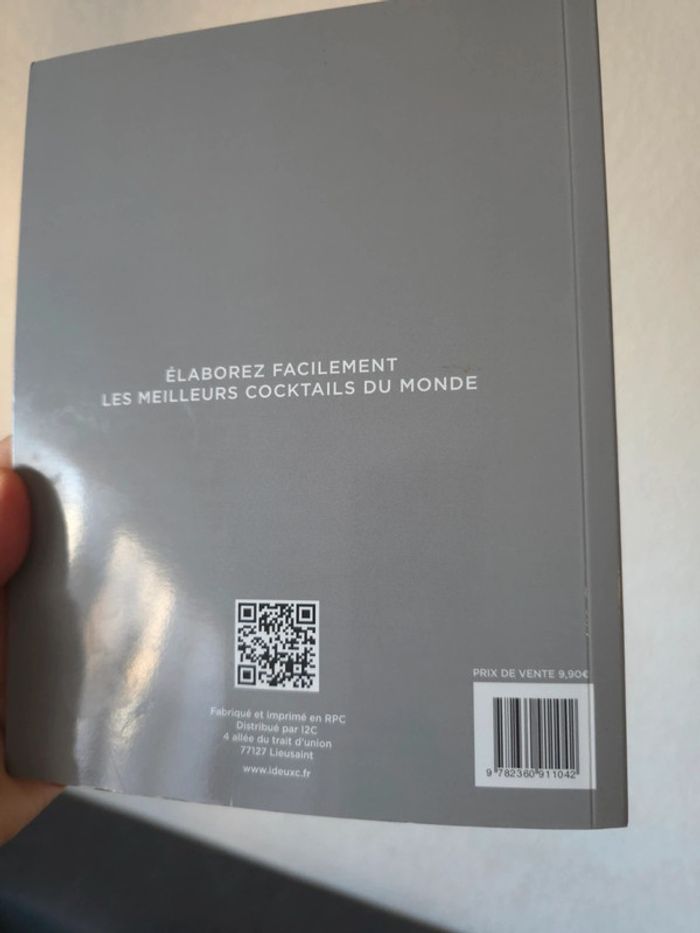 ÉLABOREZ FACILEMENT
LES MEILLEURS COCKTAILS DU MONDE
PRIX DE VENTE 9,90€
Fabriqué et imprimé en RPC
Distribué par I2C
4 allée du trait d'union
77127 Lieusaint
www.ideuxc.fr
9 782360 911042